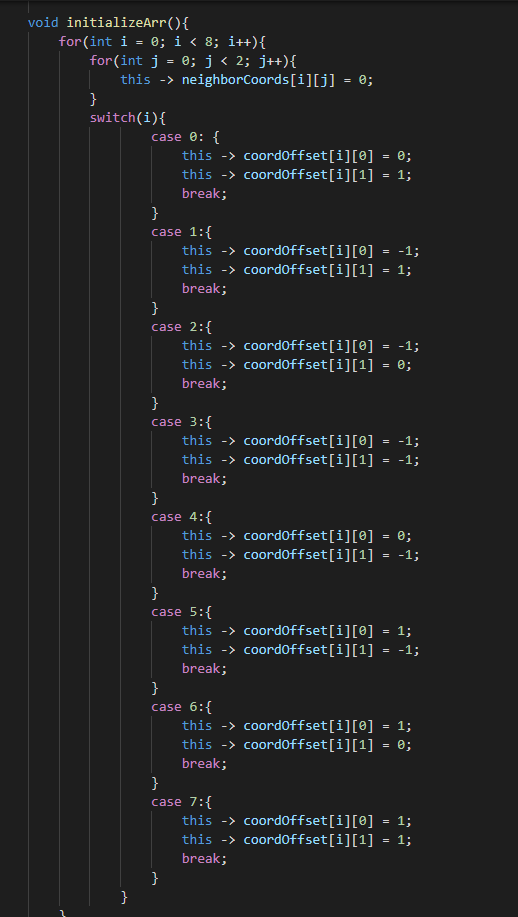 void initializeArr(){
for(int i = 0; i < 8; i++){
for(int j = 0; j < 2; j++){
this -> neighborCoords[i][j] = 0;
}
switch(i){
case 0: {
this -> coordOffset[i][0] = 0;
this -> coordOffset[i][1] = 1;
break;
}
case 1:{
this -> coordOffset[i][0] = -1;
this -> coordOffset[i][1] = 1;
break;
}
case 2:{
this -> coordOffset[i][0] = -1;
this -> coordOffset[i][1] = 0;
break;
}
case 3:{
this -> coordOffset[i][0] = -1;
this -> coordOffset[i][1] = -1;
break;
}
case 4:{
this -> coordOffset[i][0] = 0;
this -> coordOffset[i][1] = -1;
break;
}
case 5:{
this -> coordOffset[i][0] = 1;
this -> coordOffset[i][1] = -1;
break;
}
case 6:{
this -> coordOffset[i][0] = 1;
this -> coordOffset[i][1] = 0;
break;
}
case 7:{
this -> coordOffset[i][0] = 1;
this -> coordOffset[i][1] = 1;
break;
}
}
}